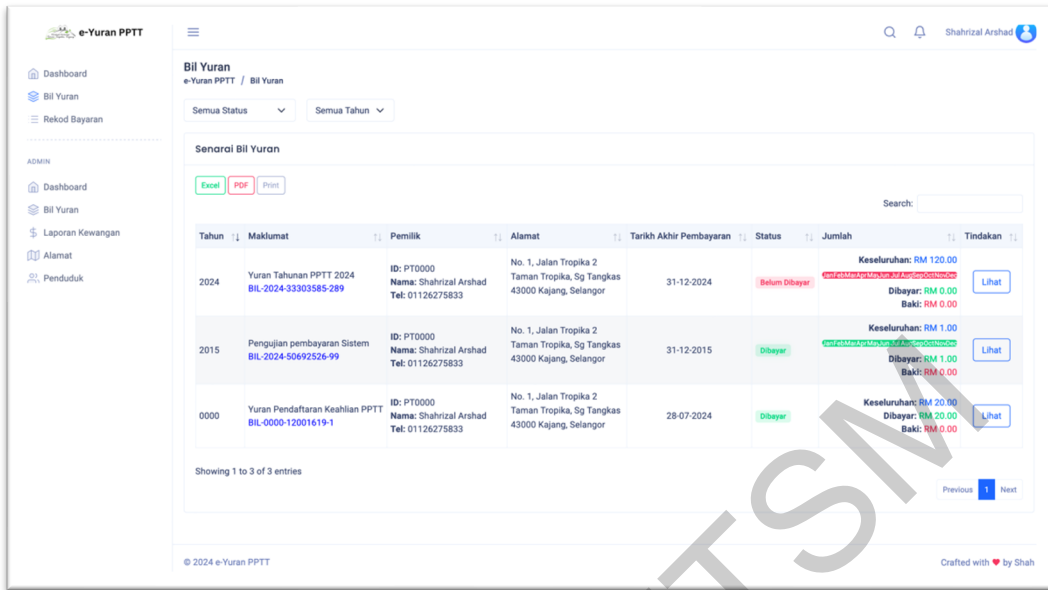 e-Yuran PPTT
Shahrizal Arshad
Dashboard
Bil Yuran
Rekod Bayaran
ADMIN
Dashboard
Bil Yuran
Laporan Kewangan
Alamat
Penduduk
Bil Yuran
e-Yuran PPTT / Bil Yuran
Semua Status Semua Tahun
Senarai Bil Yuran
Excel PDF Print
Search:
Tahun Maklumat Pemilik Alamat Tarikh Akhir Pembayaran Status Jumlah Tindakan
2024
Yuran Tahunan PPTT 2024
BIL-2024-33303585-289
ID: PT0000
Nama: Shahrizal Arshad
Tel: 01126275833
No. 1, Jalan Tropika 2
Taman Tropika, Sg Tangkas
43000 Kajang, Selangor
31-12-2024
Belum Dibayar
Keseluruhan: RM 120.00
JanFebMacAprMayJunJulAugSepOctNovDec
Dibayar: RM 0.00
Baki: RM 0.00
Lihat
2015
Pengujian pembayaran Sistem
BIL-2024-50692526-99
ID: PT0000
Nama: Shahrizal Arshad
Tel: 01126275833
No. 1, Jalan Tropika 2
Taman Tropika, Sg Tangkas
43000 Kajang, Selangor
31-12-2015
Dibayar
Keseluruhan: RM 1.00
JanFebMacAprMayJunJulAugSepOctNovDec
Dibayar: RM 1.00
Baki: RM 0.00
Lihat
0000
Yuran Pendaftaran Keahlian PPTT
BIL-0000-12001619-1
ID: PT0000
Nama: Shahrizal Arshad
Tel: 01126275833
No. 1, Jalan Tropika 2
Taman Tropika, Sg Tangkas
43000 Kajang, Selangor
28-07-2024
Dibayar
Keseluruhan: RM 20.00
Dibayar: RM 20.00
Baki: RM 0.00
Lihat
Showing 1 to 3 of 3 entries
Previous 1 Next
© 2024 e-Yuran PPTT
Crafted with ♥ by Shah
TSM